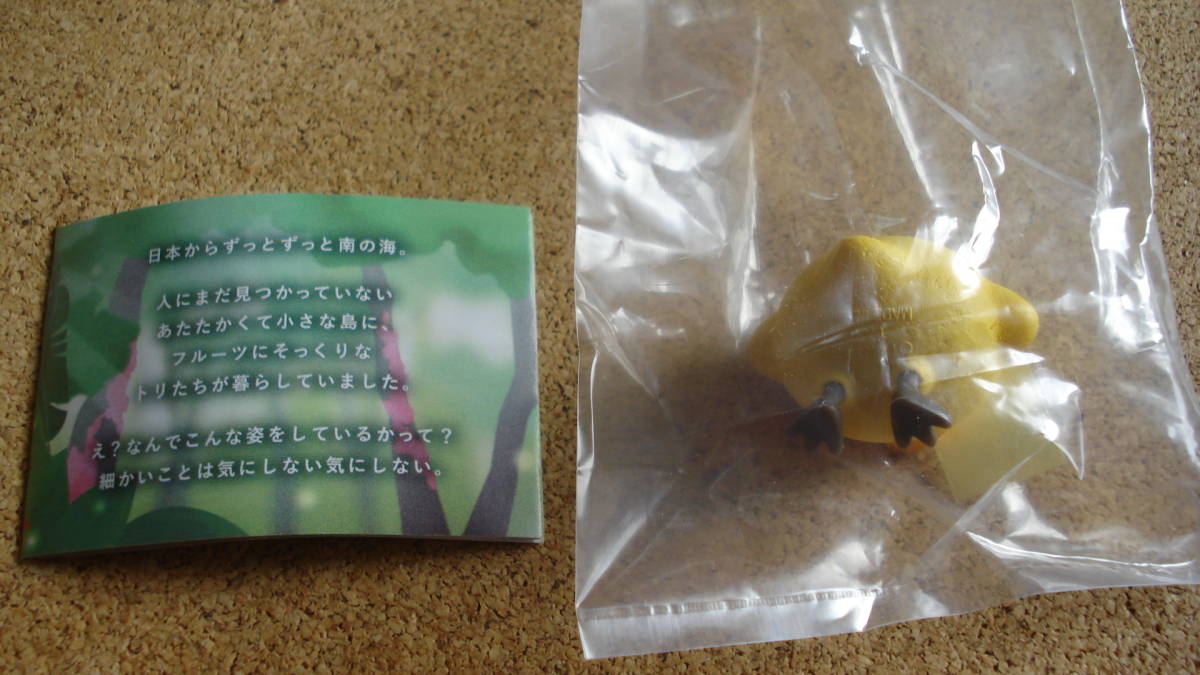 日本からずっとずっと南の海。
人にまだ見つかっていない
あたたかくて小さな島に、
フルーツにそっくりな
トリたちが暮らしていました。
え?なんでこんな姿をしているかって?
細かいことは気にしない気にしない。